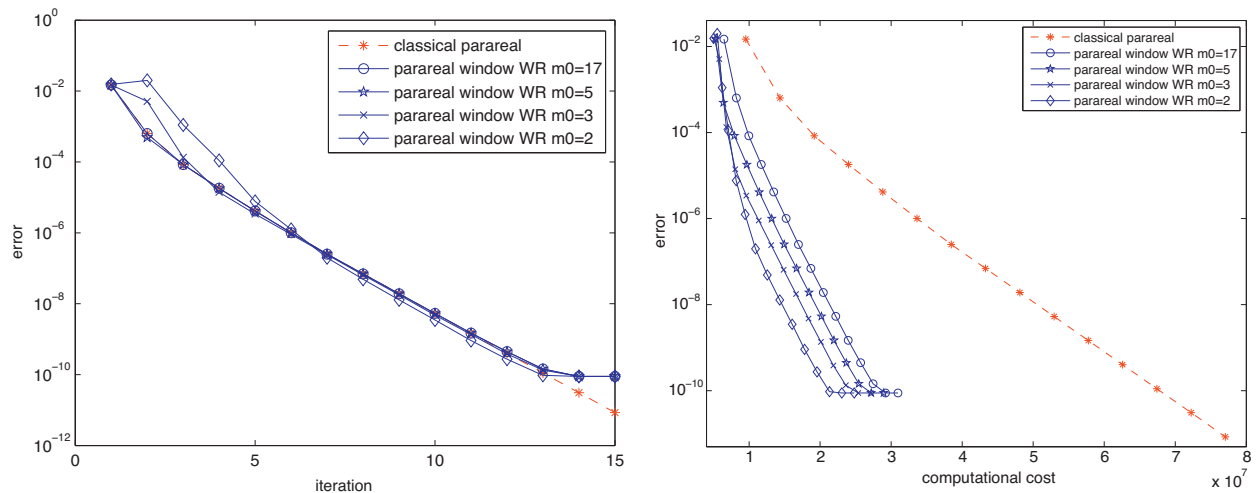 10^0
10^-2
10^-4
10^-6
10^-8
10^-10
10^-12
error
0
5
10
15
iteration
classical parareal
parareal window WR m0=17
parareal window WR m0=5
parareal window WR m0=3
parareal window WR m0=2
10^-2
10^-4
10^-6
10^-8
10^-10
error
1
2
3
4
5
6
7
8
x 10^7
computational cost
classical parareal
parareal window WR m0=17
parareal window WR m0=5
parareal window WR m0=3
parareal window WR m0=2